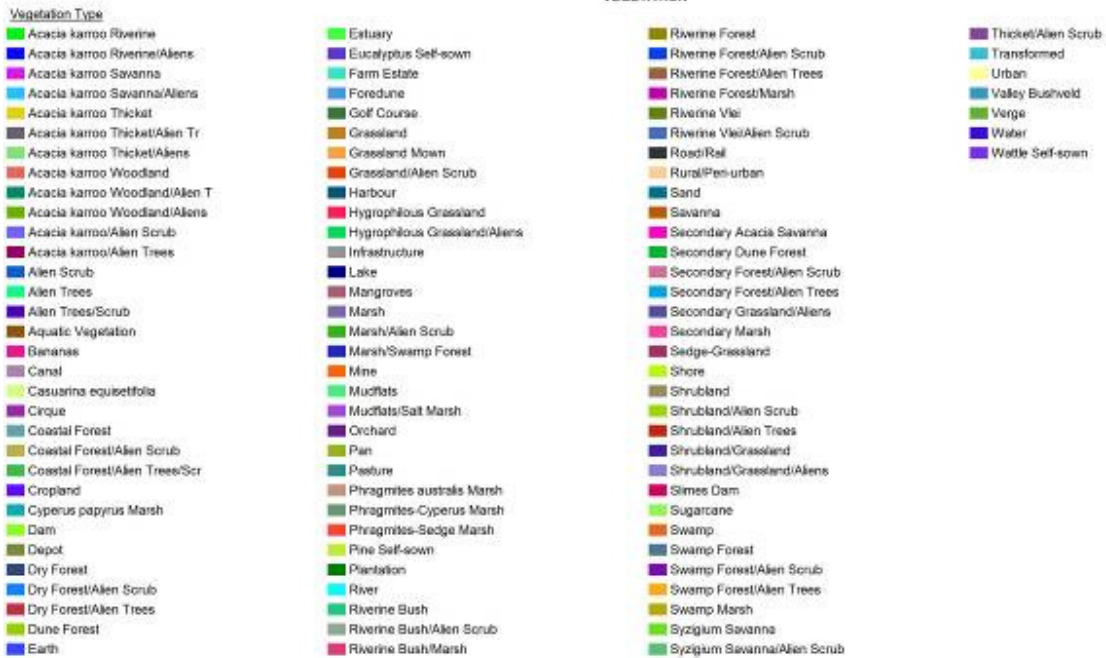 Vegetation Type
Acacia karroo Riverine
Acacia karroo Riverine/Aliens
Acacia karroo Savanna
Acacia karroo Savanna/Aliens
Acacia karroo Thicket
Acacia karroo Thicket/Alien Tr
Acacia karroo Thicket/Aliens
Acacia karroo Woodland
Acacia karroo Woodland/Alien T
Acacia karroo Woodland/Aliens
Acacia karroo/Alien Scrub
Acacia karroo/Alien Trees
Alien Scrub
Alien Trees
Alien Trees/Scrub
Aquatic Vegetation
Bananas
Canal
Casuarina equisetifolia
Cirque
Coastal Forest
Coastal Forest/Alien Scrub
Coastal Forest/Alien Trees/Scr
Cropland
Cyperus papyrus Marsh
Dam
Depot
Dry Forest
Dry Forest/Alien Scrub
Dry Forest/Alien Trees
Dune Forest
Earth
Estuary
Eucalyptus Self-sown
Farm Estate
Foredune
Golf Course
Grassland
Grassland Mown
Grassland/Alien Scrub
Harbour
Hygrophilous Grassland
Hygrophilous Grassland/Aliens
Infrastructure
Lake
Mangroves
Marsh
Marsh/Alien Scrub
Marsh/Swamp Forest
Mine
Mudflats
Mudflats/Salt Marsh
Orchard
Pan
Pasture
Phragmites australis Marsh
Phragmites-Cyperus Marsh
Phragmites-Sedge Marsh
Pine Self-sown
Plantation
River
Riverine Bush
Riverine Bush/Alien Scrub
Riverine Bush/Marsh
Riverine Forest
Riverine Forest/Alien Scrub
Riverine Forest/Alien Trees
Riverine Forest/Marsh
Riverine Vlei
Riverine Vlei/Alien Scrub
Road/Rail
Rural/Peri-urban
Sand
Savanna
Secondary Acacia Savanna
Secondary Dune Forest
Secondary Forest/Alien Scrub
Secondary Forest/Alien Trees
Secondary Grassland/Aliens
Secondary Marsh
Sedge-Grassland
Shore
Shrubland
Shrubland/Alien Scrub
Shrubland/Alien Trees
Shrubland/Grassland
Shrubland/Grassland/Aliens
Slimes Dam
Sugarcane
Swamp
Swamp Forest
Swamp Forest/Alien Scrub
Swamp Forest/Alien Trees
Swamp Marsh
Syzigium Savanna
Syzigium Savanna/Alien Scrub
Thicket/Alien Scrub
Transformed
Urban
Valley Bushveld
Verge
Water
Wattle Self-sown